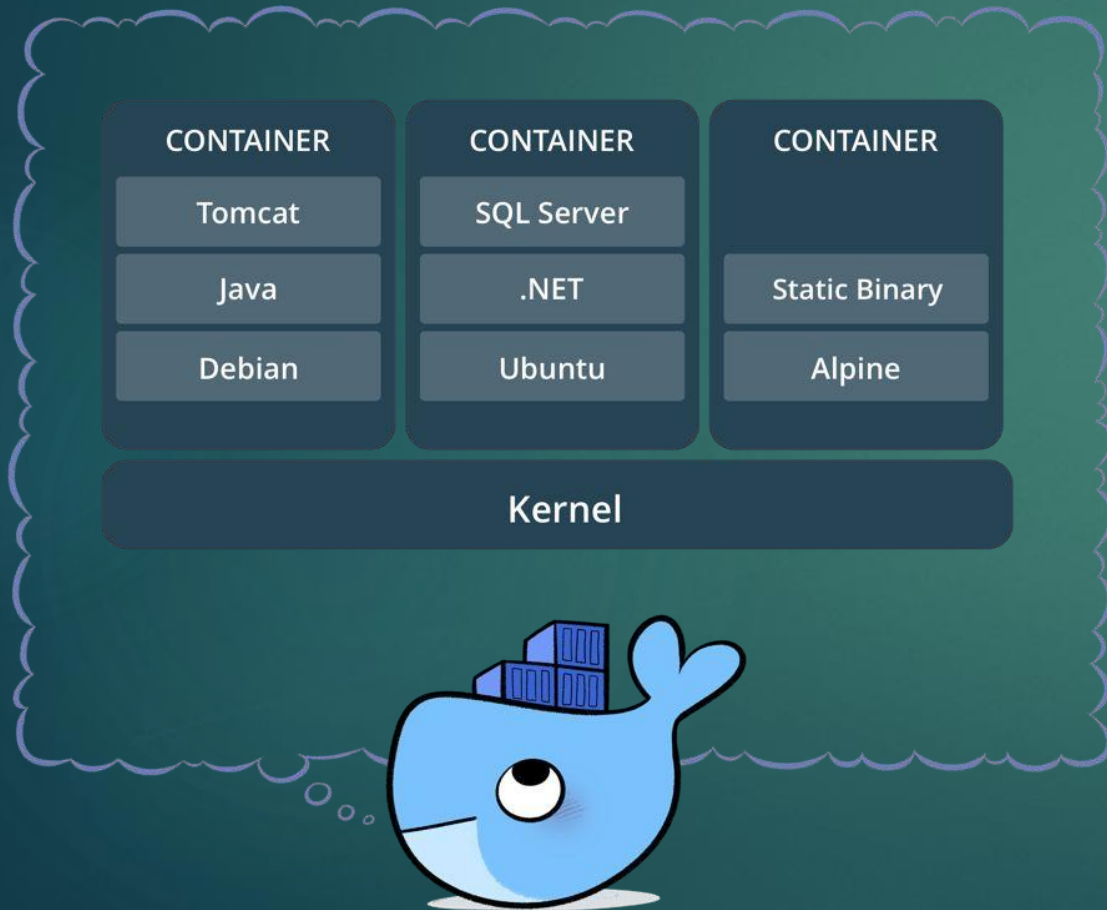 CONTAINER
Tomcat
Java
Debian
CONTAINER
SQL Server
.NET
Ubuntu
CONTAINER
Static Binary
Alpine
Kernel